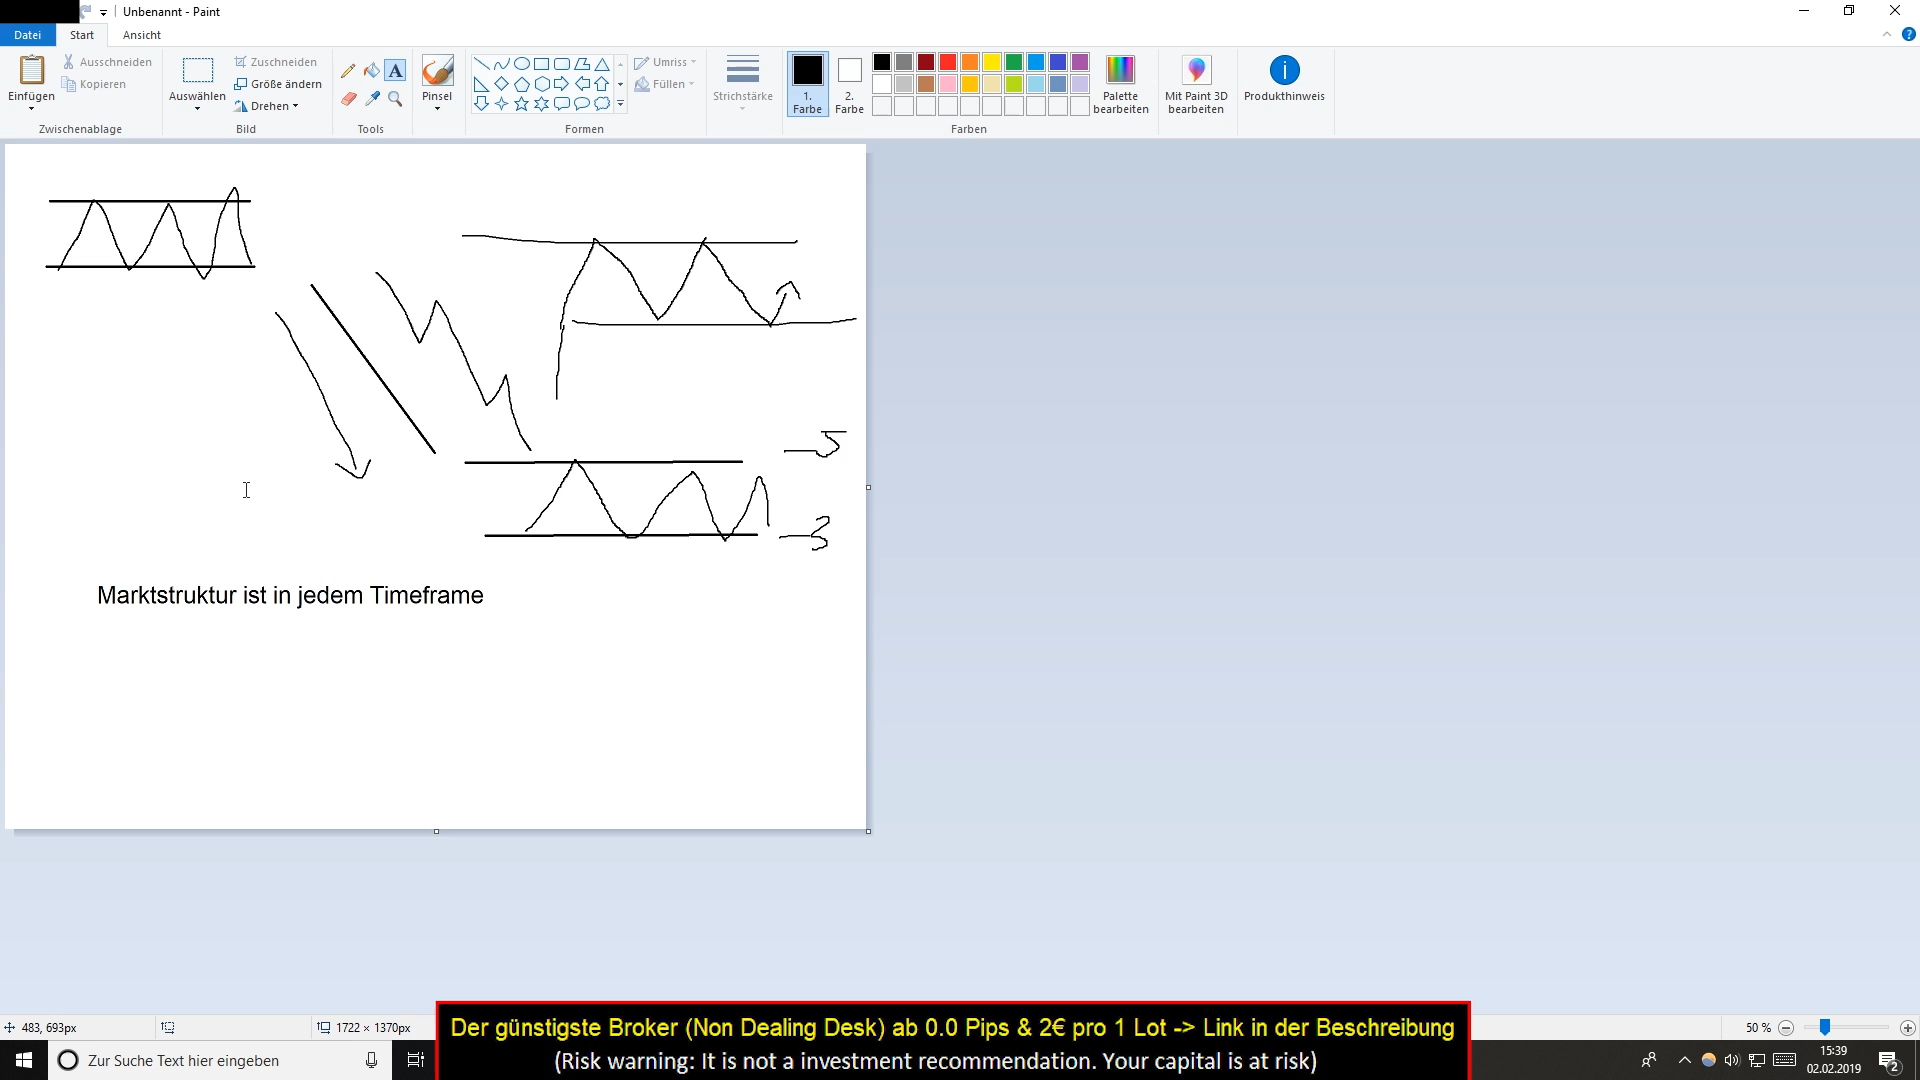 Unbenannt - Paint
Datei Start Ansicht
Einfügen
Ausschneiden
Kopieren
Zwischenablage
Auswählen
Zuschneiden
Größe ändern
Drehen
Bild
A
Tools
Pinsel
Formen
Umriss
Füllen
Strichstärke
1. Farbe
2. Farbe
Farben
Palette bearbeiten
Mit Paint 3D bearbeiten
Produkthinweis
5
3
Marktstruktur ist in jedem Timeframe
483, 693px
1722 × 1370px
50 %
Der günstigste Broker (Non Dealing Desk) ab 0.0 Pips & 2€ pro 1 Lot -> Link in der Beschreibung
(Risk warning: It is not a investment recommendation. Your capital is at risk)
Zur Suche Text hier eingeben
15:39
02.02.2019
2